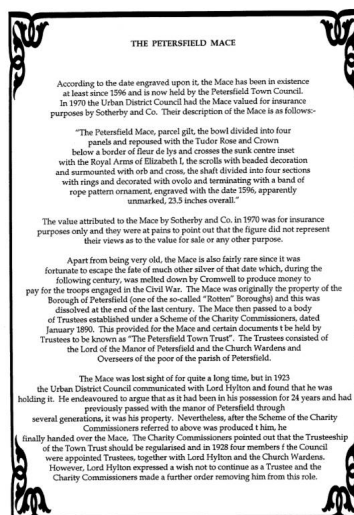 THE PETERSFIELD MACE
According to the date engraved upon it, the Mace has been in existence
at least since 1596 and is now held by the Petersfield Town Council.
In 1970 the Urban District Council had the Mace valued for insurance
purposes by Sotherby and Co. Their description of the Mace is as follows:-
"The Petersfield Mace, parcel gilt, the bowl divided into four
panels and repoused with the Tudor Rose and Crown
below a border of fleur de lys and crosses the sunk centre inset
with the Royal Arms of Elizabeth I, the scrolls with beaded decoration
and surmounted with orb and cross, the shaft divided into four sections
with rings and decorated with ovolo and terminating with a band of
rope pattern ornament, engraved with the date 1596, apparently
unmarked, 23.5 inches overall."
The value attributed to the Mace by Sotherby and Co. in 1970 was for insurance
purposes only and they were at pains to point out that the figure did not represent
their views as to the value for sale or any other purpose.
Apart from being very old, the Mace is also fairly rare since it was
fortunate to escape the fate of much other silver of that date which, during the
following century, was melted down by Cromwell to produce money to
pay for the troops engaged in the Civil War. The Mace was originally the property of the
Borough of Petersfield (one of the so-called "Rotten" Boroughs) and this was
dissolved at the end of the last century. The Mace then passed to a body
of Trustees established under a Scheme of the Charity Commissioners, dated
January 1890. This provided for the Mace and certain documents t be held by
Trustees to be known as "The Petersfield Town Trust". The Trustees consisted of
the Lord of the Manor of Petersfield and the Church Wardens and
Overseers of the poor of the parish of Petersfield.
The Mace was lost sight of for quite a long time, but in 1923
the Urban District Council communicated with Lord Hylton and found that he was
holding it. He endeavoured to argue that as it had been in his possession for 24 years and had
previously passed with the manor of Petersfield through
several generations, it was his property. Nevertheless, after the Scheme of the Charity
Commissioners referred to above was produced t him, he
finally handed over the Mace, The Charity Commissioners pointed out that the Trusteeship
of the Town Trust should be regularised and in 1928 four members f the Council
were appointed Trustees, together with Lord Hylton and the Church Wardens.
However, Lord Hylton expressed a wish not to continue as a Trustee and the
Charity Commissioners made a further order removing him from this role.